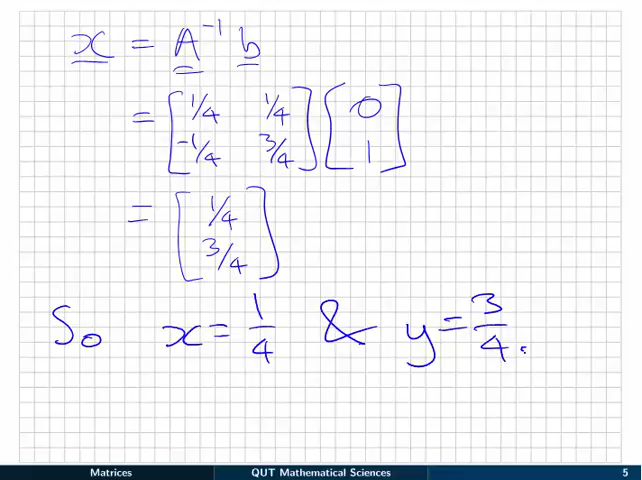 x = A⁻¹ b
= [1/4 1/4; -1/4 3/4] [0; 1]
= [1/4; 3/4]
So x = 1/4 & y = 3/4.
Matrices QUT Mathematical Sciences 5